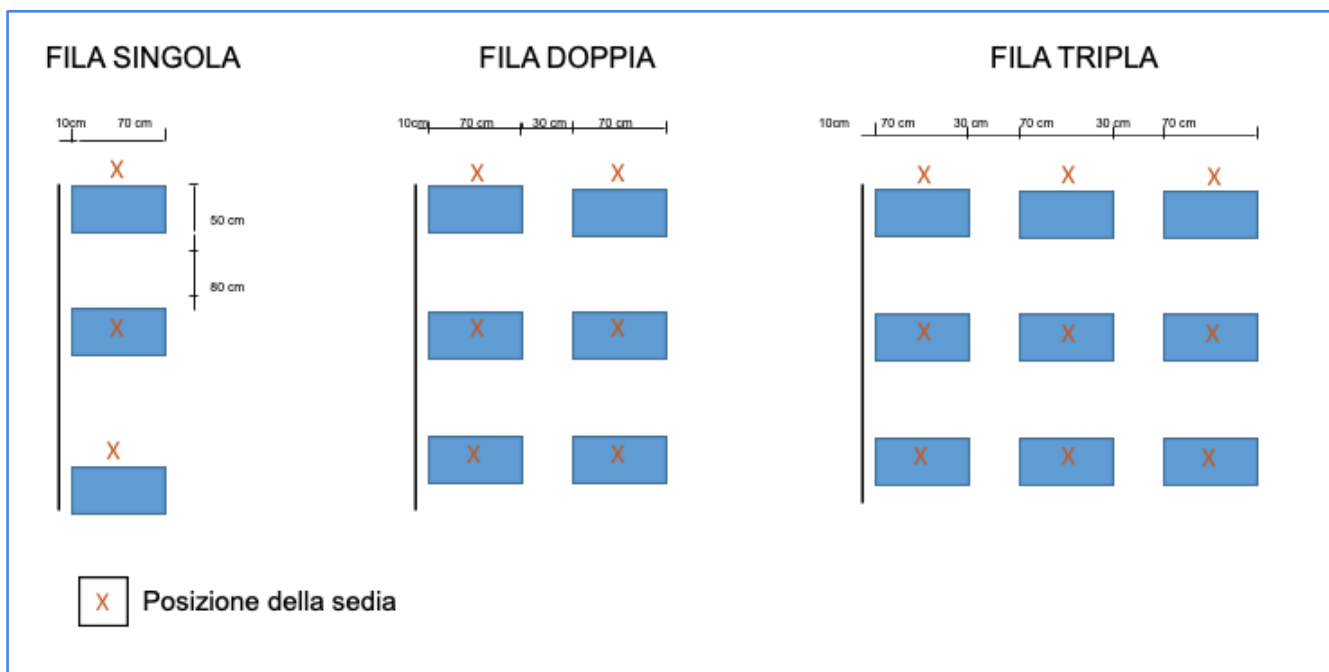 FILA SINGOLA
FILA DOPPIA
FILA TRIPLA
10cm 70 cm
10cm 70 cm 30 cm 70 cm
10cm 70 cm 30 cm 70 cm 30 cm 70 cm
X
X X
X X X
50 cm
80 cm
X
X X
X X X
X
X X
X X X
X Posizione della sedia